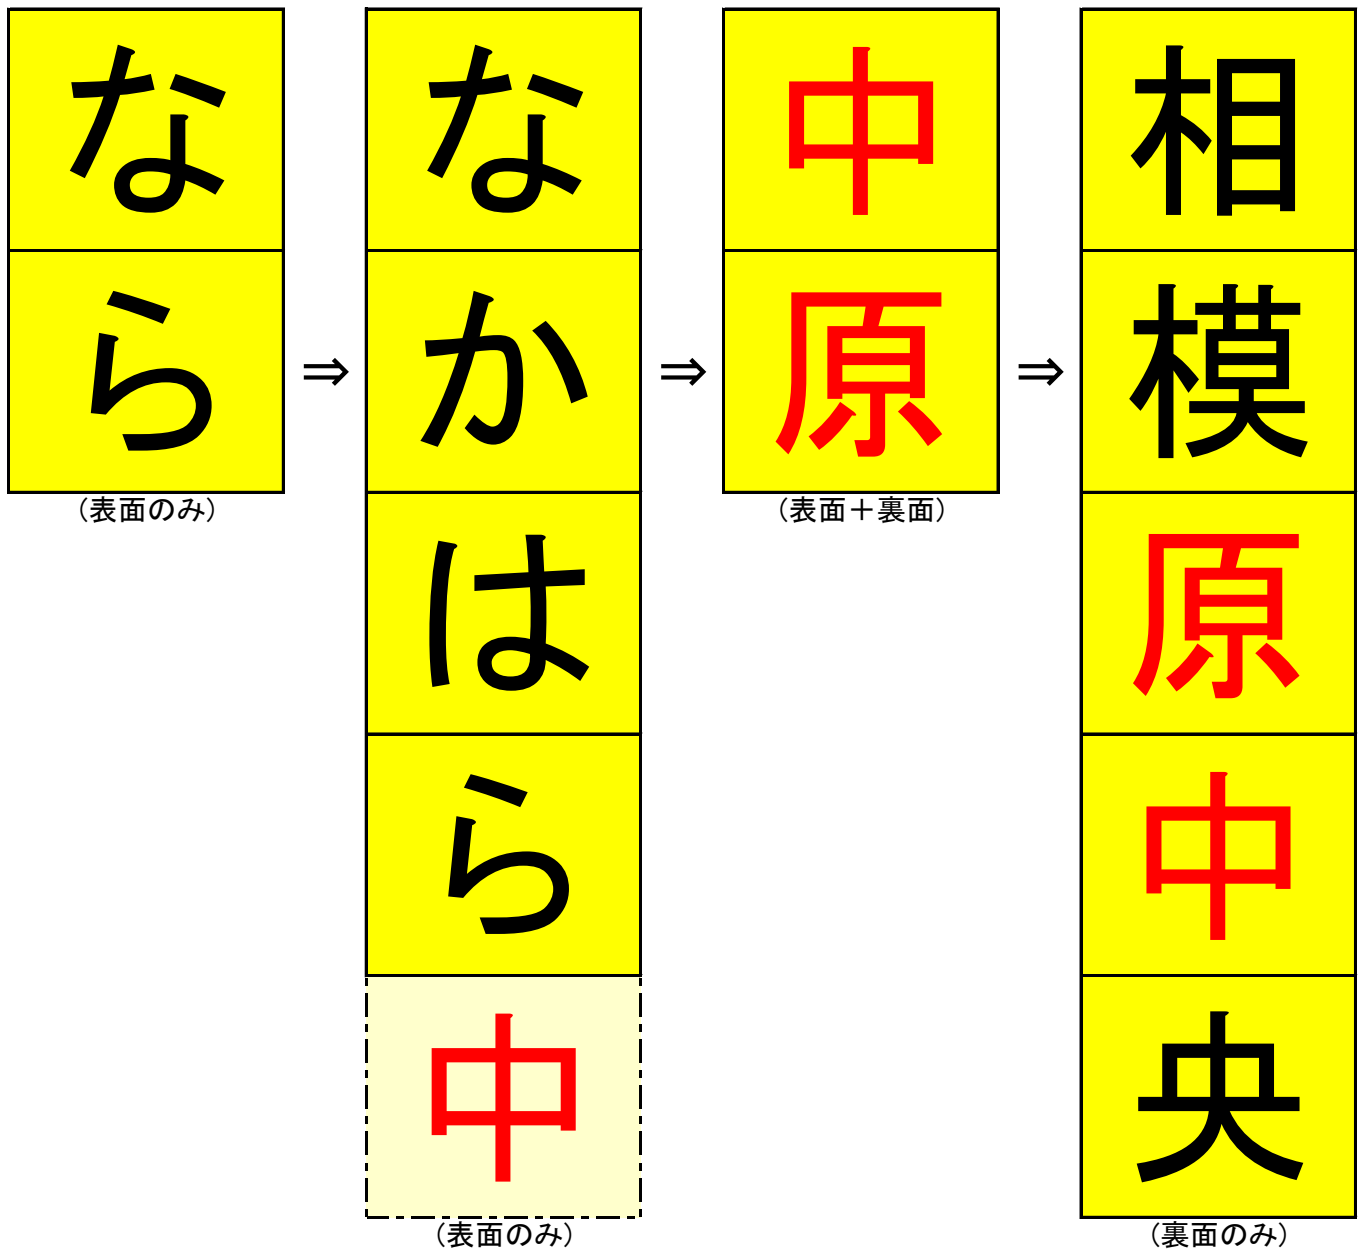 なら
(表面のみ)
⇒
なかはら中
(表面のみ)
⇒
中原
(表面+裏面)
⇒
相模原中央
(裏面のみ)